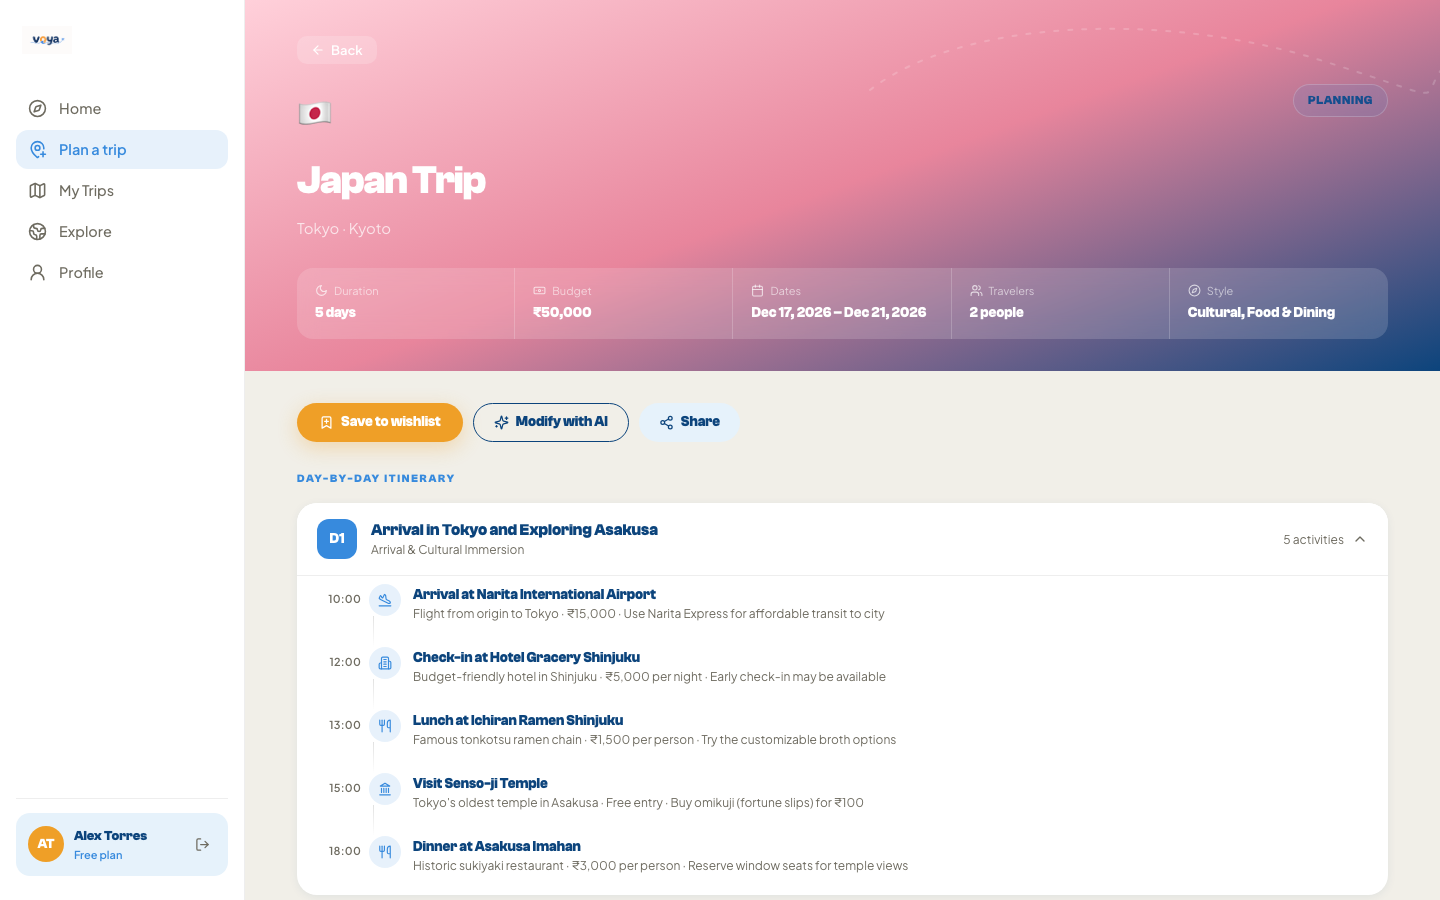 voya
Home
Plan a trip
My Trips
Explore
Profile
AT
Alex Torres
Free plan
Back
PLANNING
Japan Trip
Tokyo · Kyoto
Duration
5 days
Budget
₹50,000
Dates
Dec 17, 2026 – Dec 21, 2026
Travelers
2 people
Style
Cultural, Food & Dining
Save to wishlist
Modify with AI
Share
DAY-BY-DAY ITINERARY
D1
Arrival in Tokyo and Exploring Asakusa
Arrival & Cultural Immersion
5 activities
10:00
Arrival at Narita International Airport
Flight from origin to Tokyo · ₹15,000 · Use Narita Express for affordable transit to city
12:00
Check-in at Hotel Gracery Shinjuku
Budget-friendly hotel in Shinjuku · ₹5,000 per night · Early check-in may be available
13:00
Lunch at Ichiran Ramen Shinjuku
Famous tonkotsu ramen chain · ₹1,500 per person · Try the customizable broth options
15:00
Visit Senso-ji Temple
Tokyo's oldest temple in Asakusa · Free entry · Buy omikuji (fortune slips) for ₹100
18:00
Dinner at Asakusa Imahan
Historic sukiyaki restaurant · ₹3,000 per person · Reserve window seats for temple views